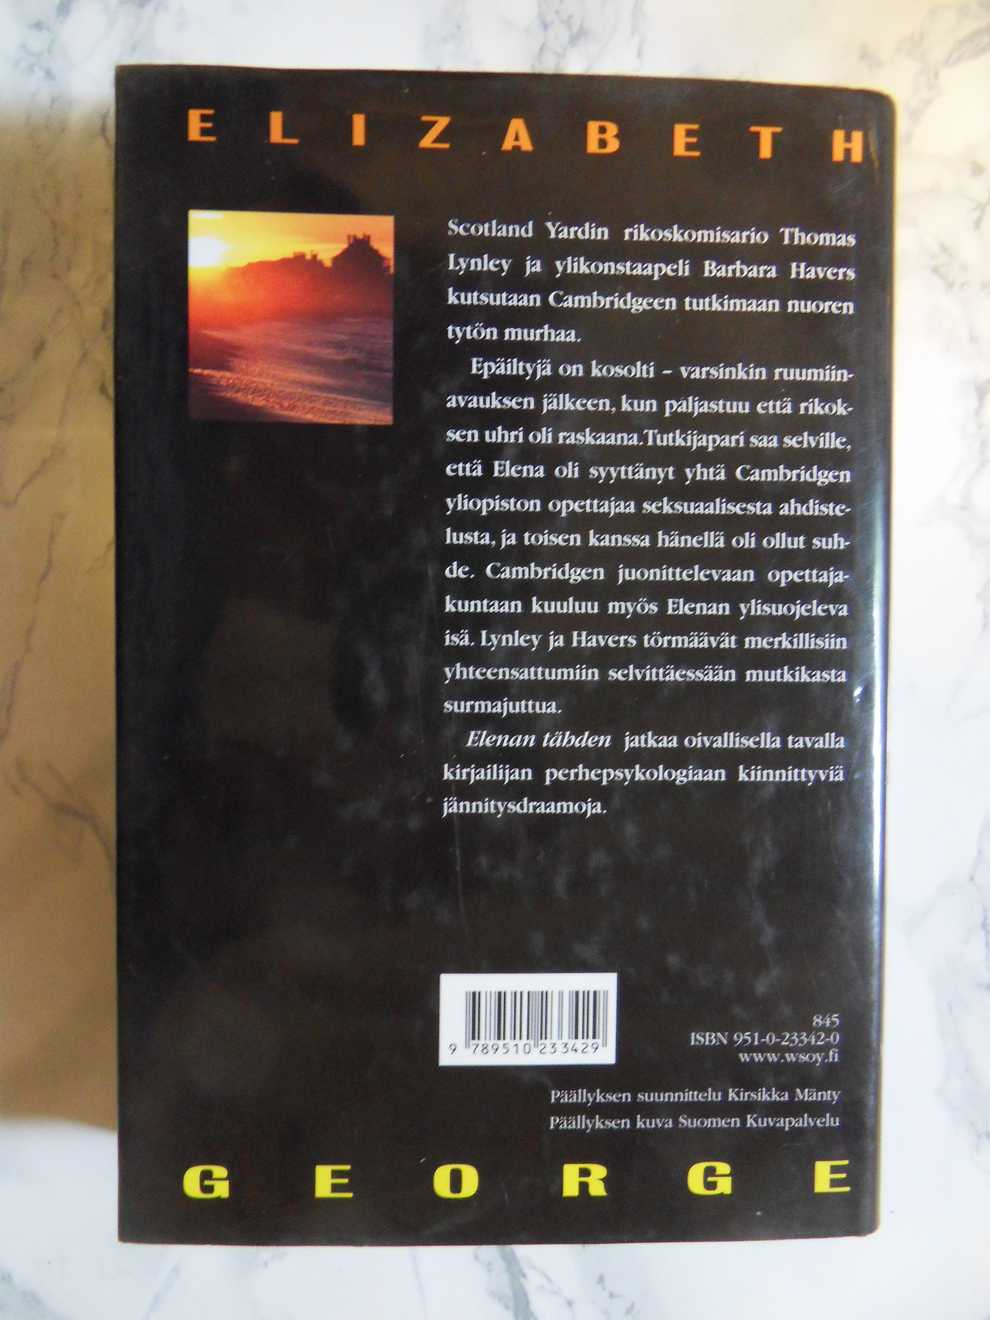 ELIZABETH
Scotland Yardin rikoskomisario Thomas
Lynley ja ylikonstaapeli Barbara Havers
kutsutaan Cambridgeen tutkimaan nuoren
tytön murhaa.
Epäiltyjä on kosolti – varsinkin ruumiin-
avauksen jälkeen, kun paljastuu että rikok-
sen uhri oli raskaana. Tutkijapari saa selville,
että Elena oli syyttänyt yhtä Cambridgen
yliopiston opettajaa seksuaalisesta ahdiste-
lusta, ja toisen kanssa hänellä oli ollut suh-
de. Cambridgen juonittelevaan opettaja-
kuntaan kuuluu myös Elenan ylisuojeleva
isä. Lynley ja Havers törmäävät merkillisiin
yhteensattumiin selvittäessään mutkikasta
surmajuttua.
Elenan tähden jatkaa oivallisella tavalla
kirjailijan perhepsykologiaan kiinnittyviä
jännitysdraamoja.
9 789510 233429
845
ISBN 951-0-23342-0
www.wsoy.fi
Päällyksen suunnittelu Kirsikka Mänty
Päällyksen kuva Suomen Kuvapalvelu
GEORGE